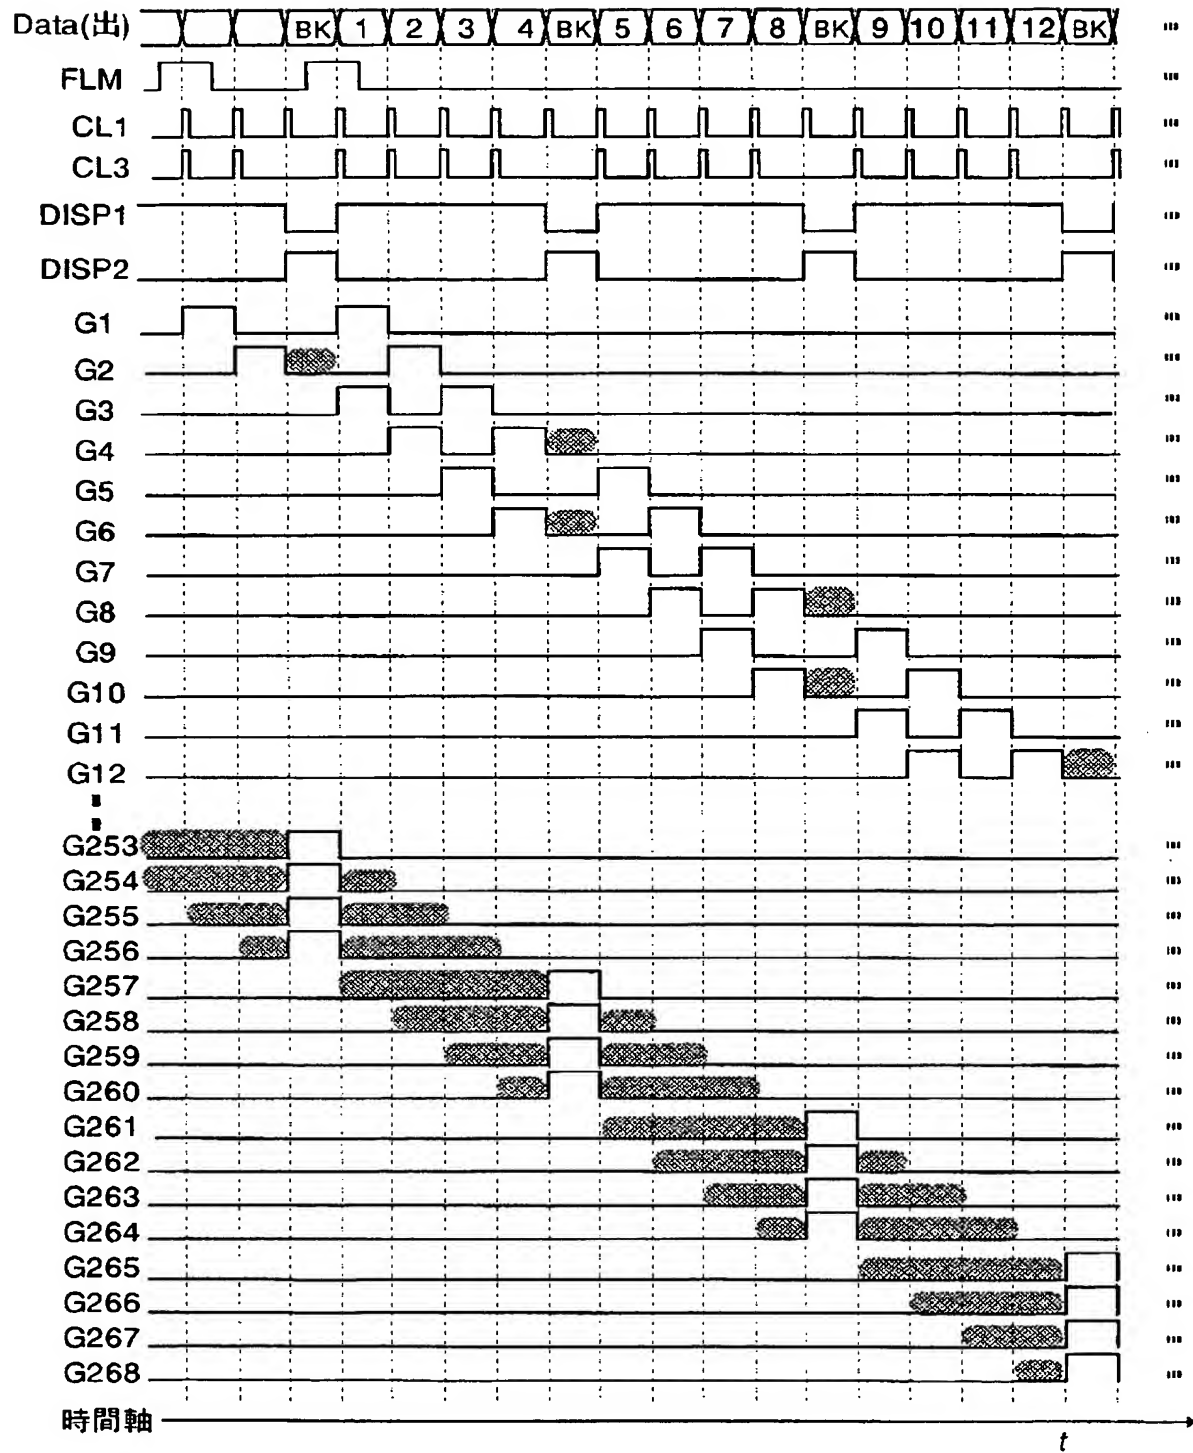 Data(出) BK 1 2 3 4 BK 5 6 7 8 BK 9 10 11 12 BK
FLM
CL1
CL3
DISP1
DISP2
G1
G2
G3
G4
G5
G6
G7
G8
G9
G10
G11
G12
G253
G254
G255
G256
G257
G258
G259
G260
G261
G262
G263
G264
G265
G266
G267
G268
時間軸
t